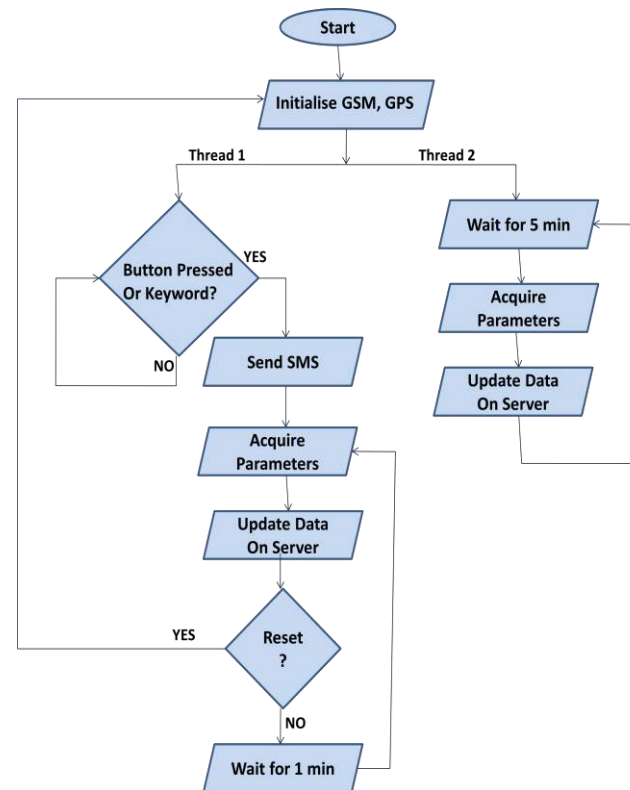 Start
Initialise GSM, GPS
Thread 1
Thread 2
Button Pressed
Or Keyword?
YES
NO
Send SMS
Acquire
Parameters
Update Data
On Server
Reset
?
YES
NO
Wait for 1 min
Wait for 5 min
Acquire
Parameters
Update Data
On Server